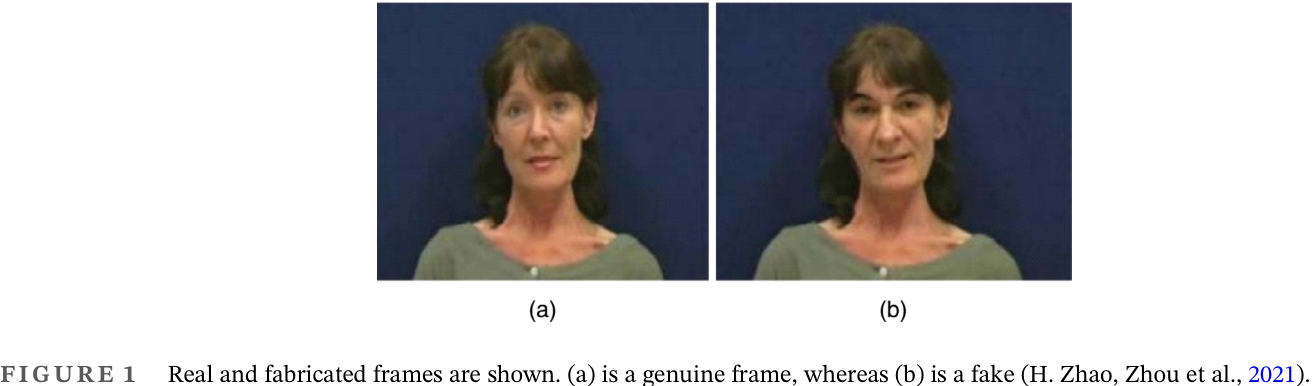 (a) (b)
FIGURE 1 Real and fabricated frames are shown. (a) is a genuine frame, whereas (b) is a fake (H. Zhao, Zhou et al., 2021)